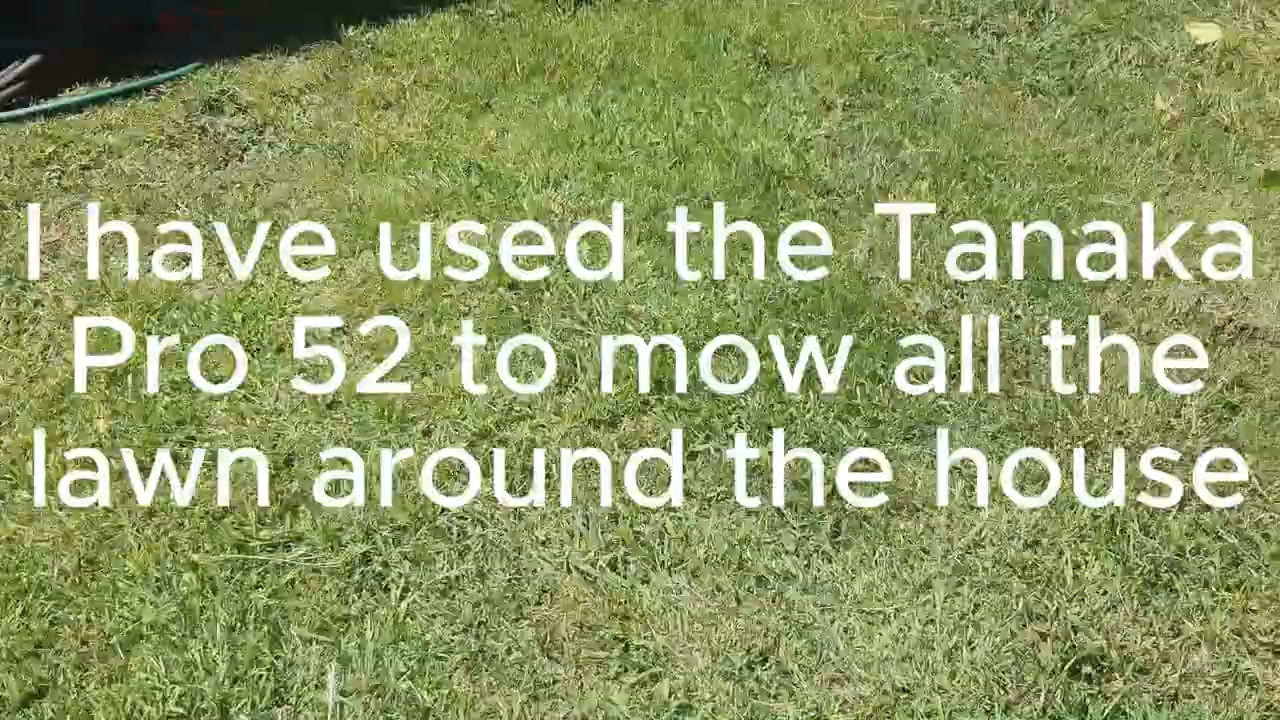 I have used the Tanaka
Pro 52 to mow all the
lawn around the house